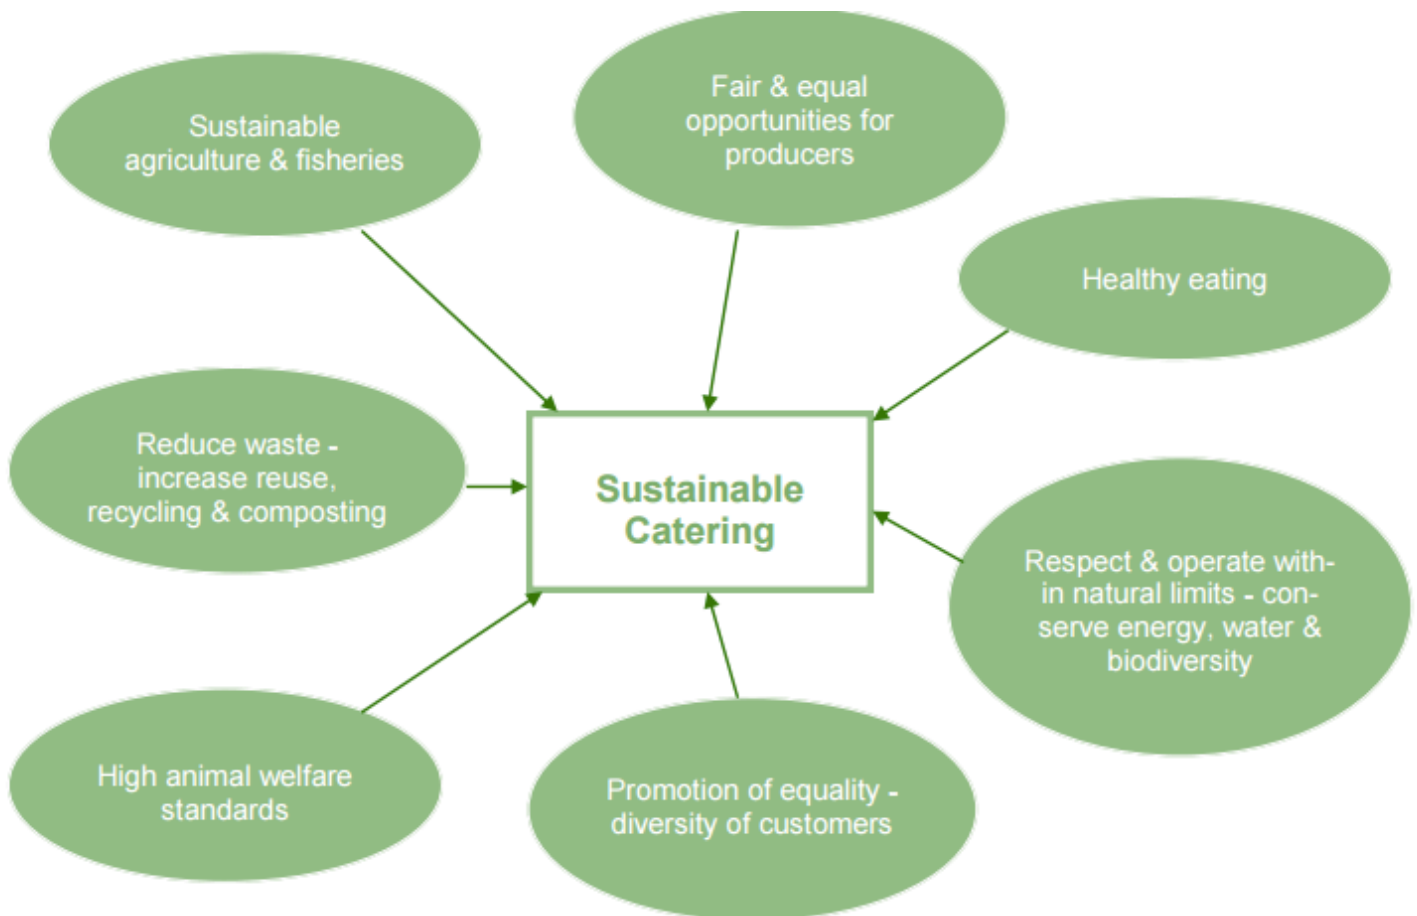 Sustainable
agriculture & fisheries
Fair & equal
opportunities for
producers
Healthy eating
Reduce waste -
increase reuse,
recycling & composting
Sustainable
Catering
Respect & operate with-
in natural limits - con-
serve energy, water &
biodiversity
High animal welfare
standards
Promotion of equality -
diversity of customers